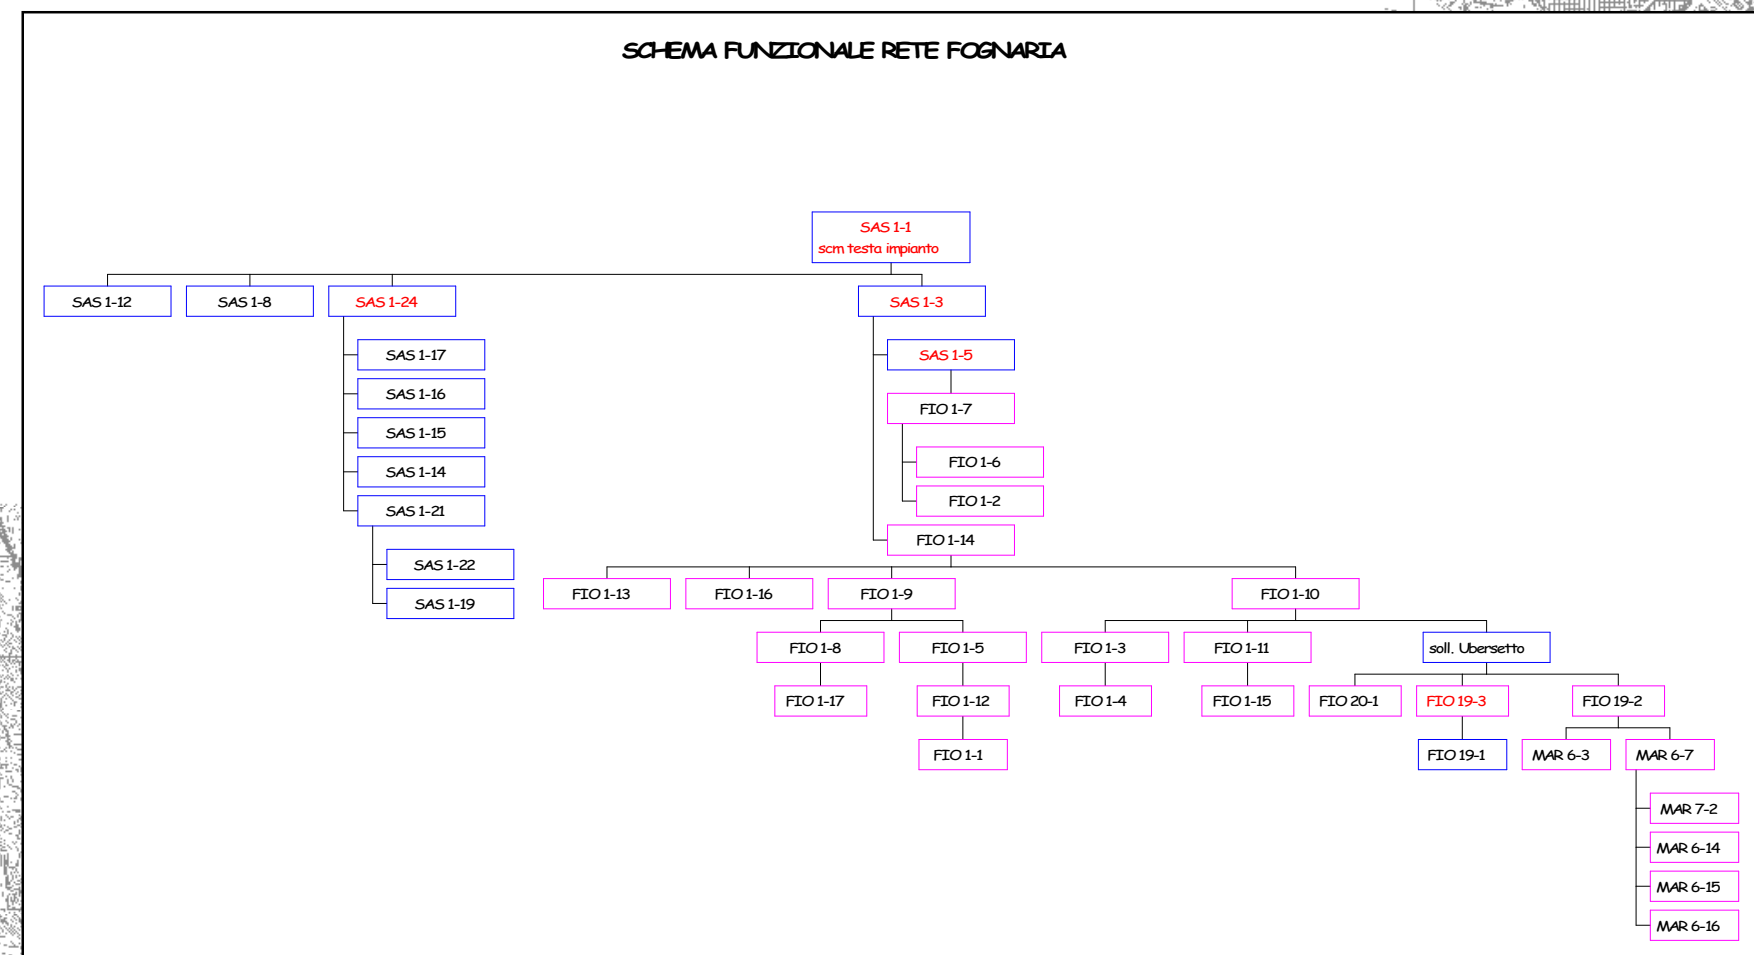 SCHEMA FUNZIONALE RETE FOGNARIA
SAS 1-1
scm testa impianto
SAS 1-12
SAS 1-8
SAS 1-24
SAS 1-3
SAS 1-17
SAS 1-16
SAS 1-15
SAS 1-14
SAS 1-21
SAS 1-22
SAS 1-19
SAS 1-5
FIO 1-7
FIO 1-6
FIO 1-2
FIO 1-14
FIO 1-13
FIO 1-16
FIO 1-9
FIO 1-10
FIO 1-8
FIO 1-5
FIO 1-3
FIO 1-11
soll. Ubersetto
FIO 1-17
FIO 1-12
FIO 1-4
FIO 1-15
FIO 20-1
FIO 19-3
FIO 19-2
FIO 1-1
FIO 19-1
MAR 6-3
MAR 6-7
MAR 7-2
MAR 6-14
MAR 6-15
MAR 6-16